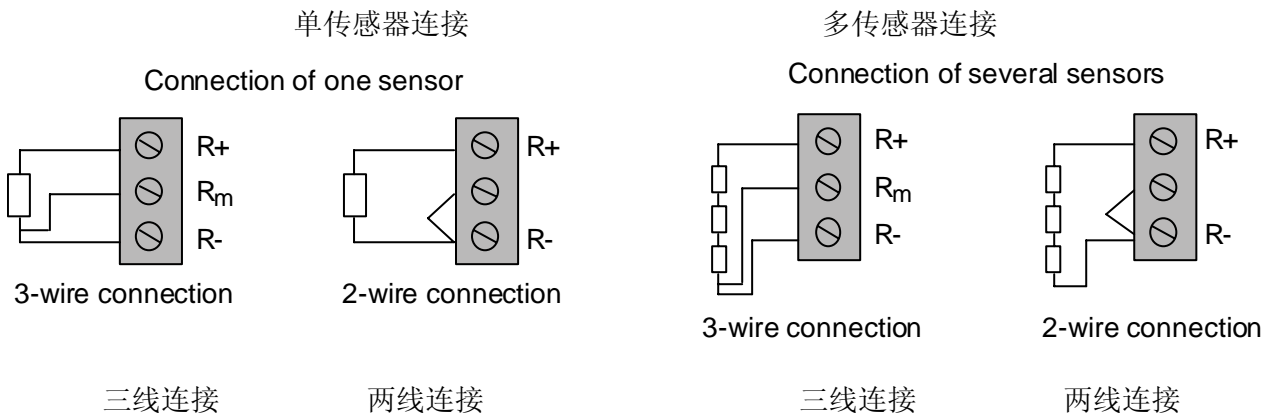 单传感器连接
多传感器连接
Connection of one sensor
Connection of several sensors
R+
Rm
R-
R+
R-
R+
Rm
R-
R+
R-
3-wire connection
2-wire connection
3-wire connection
2-wire connection
三线连接
两线连接
三线连接
两线连接